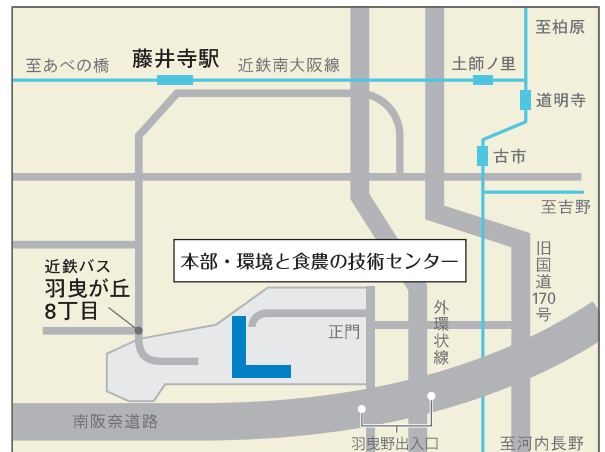 至柏原
藤井寺駅
至あべの橋
近鉄南大阪線
土師ノ里
道明寺
古市
至吉野
本部・環境と食農の技術センター
近鉄バス
羽曳が丘
8丁目
旧国道170号
外環状線
正門
南阪奈道路
羽曳野出入口
至河内長野